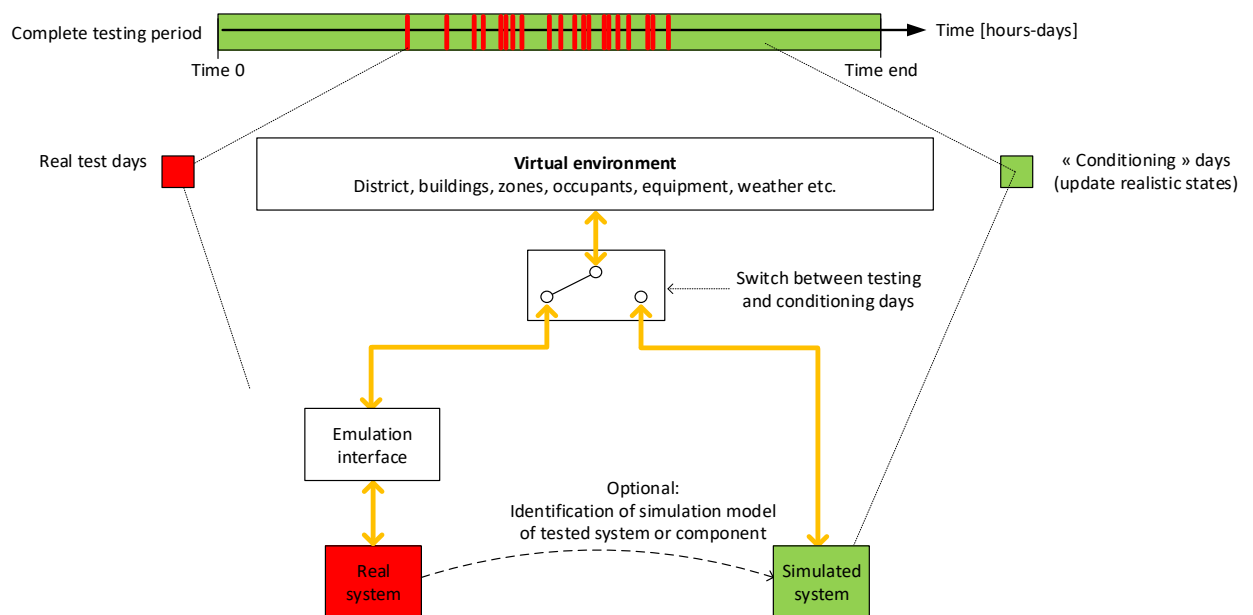 Complete testing period
Time [hours-days]
Time 0
Time end
Real test days
Virtual environment
District, buildings, zones, occupants, equipment, weather etc.
« Conditioning » days
(update realistic states)
Switch between testing
and conditioning days
Emulation
interface
Optional:
Identification of simulation model
of tested system or component
Real
system
Simulated
system